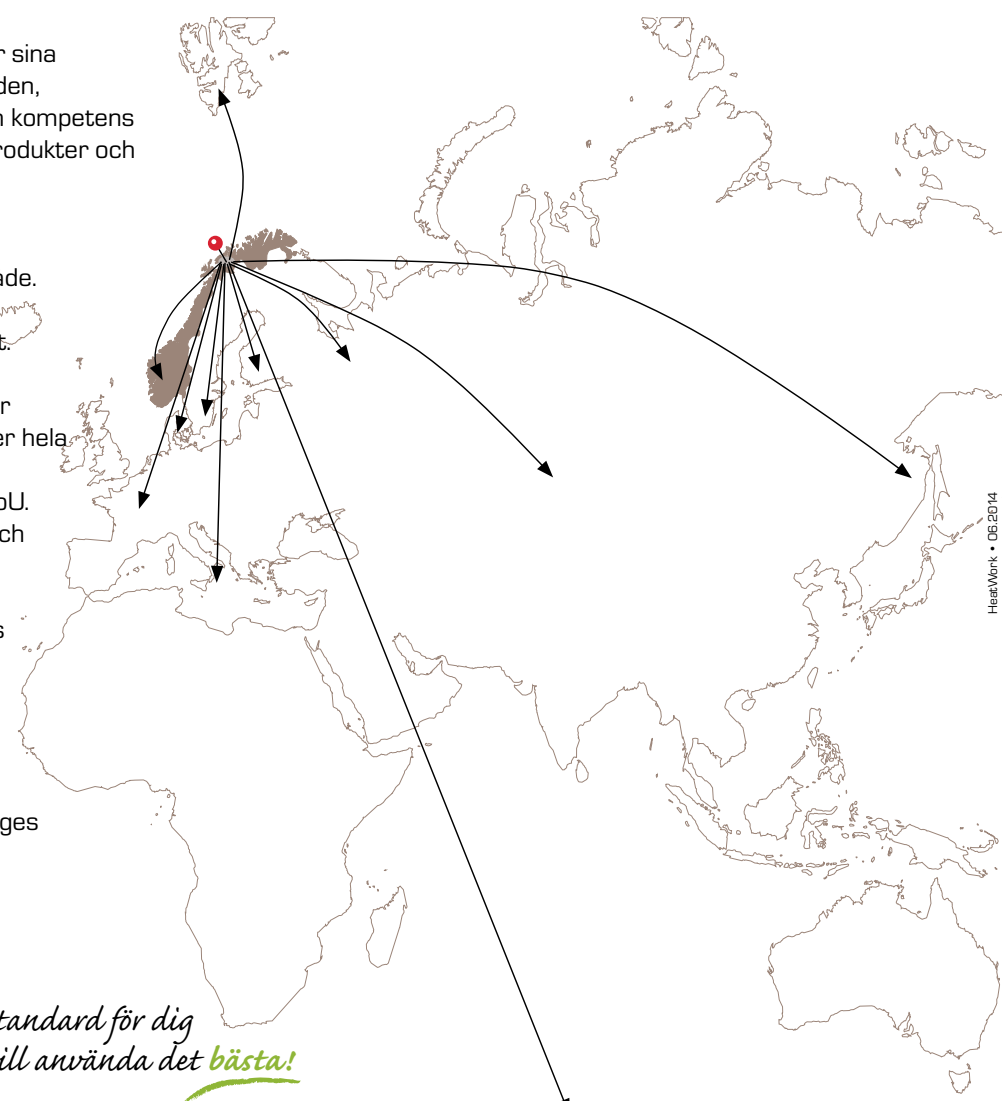 r sina
den,
n kompetens
rodukter och
ade.
t.
r
er hela
oU.
ch
s
ges
tandard för dig
ill använda det bästa!
HeatWork • 06.2014